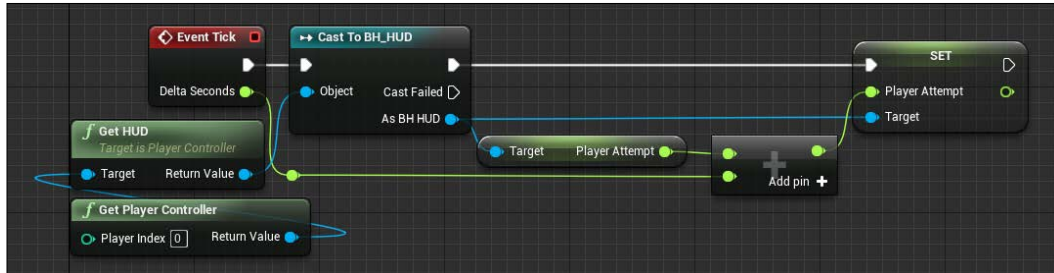 Event Tick
Delta Seconds
Cast To BH_HUD
Object
Cast Failed
As BH HUD
f Get HUD
Target is Player Controller
Target
Return Value
f Get Player Controller
Player Index 0
Return Value
Target
Player Attempt
Add pin +
SET
Player Attempt
Target